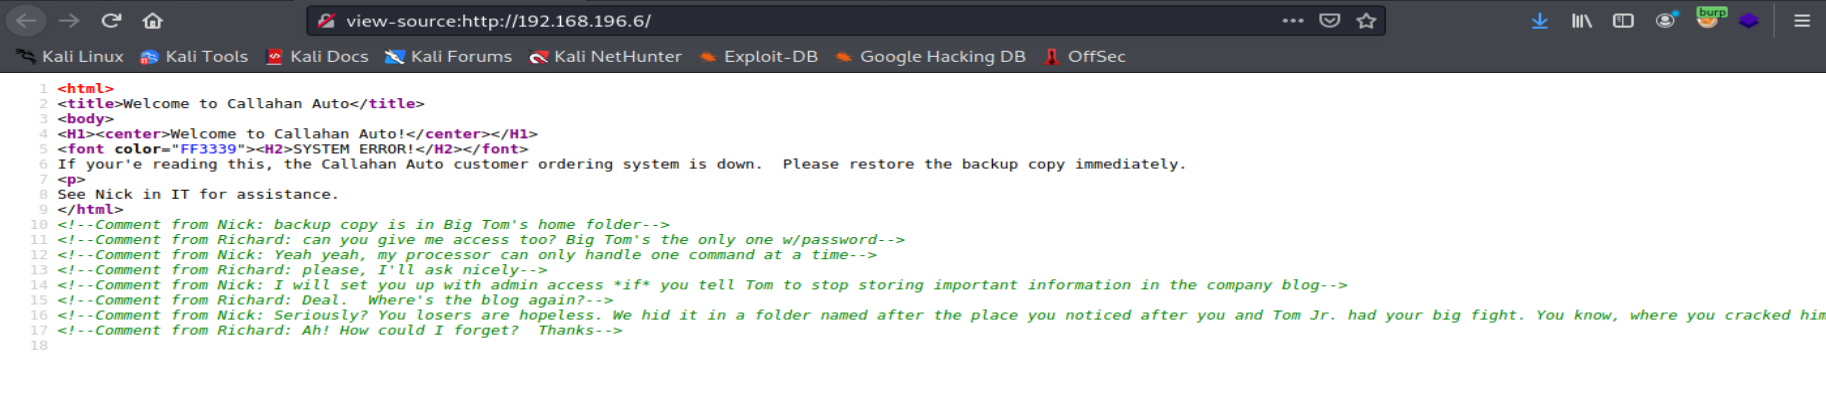 view-source:http://192.168.196.6/
burp
Kali Linux Kali Tools Kali Docs Kali Forums Kali NetHunter Exploit-DB Google Hacking DB OffSec
1 <html>
2 <title>Welcome to Callahan Auto</title>
3 <body>
4 <H1><center>Welcome to Callahan Auto!</center></H1>
5 <font color="FF3339"><H2>SYSTEM ERROR!</H2></font>
6 If your'e reading this, the Callahan Auto customer ordering system is down.  Please restore the backup copy immediately.
7 <p>
8 See Nick in IT for assistance.
9 </html>
10 <!--Comment from Nick: backup copy is in Big Tom's home folder-->
11 <!--Comment from Richard: can you give me access too? Big Tom's the only one w/password-->
12 <!--Comment from Nick: Yeah yeah, my processor can only handle one command at a time-->
13 <!--Comment from Richard: please, I'll ask nicely-->
14 <!--Comment from Nick: I will set you up with admin access *if* you tell Tom to stop storing important information in the company blog-->
15 <!--Comment from Richard: Deal.  Where's the blog again?-->
16 <!--Comment from Nick: Seriously? You losers are hopeless. We hid it in a folder named after the place you noticed after you and Tom Jr. had your big fight. You know, where you cracked him
17 <!--Comment from Richard: Ah! How could I forget?  Thanks-->
18